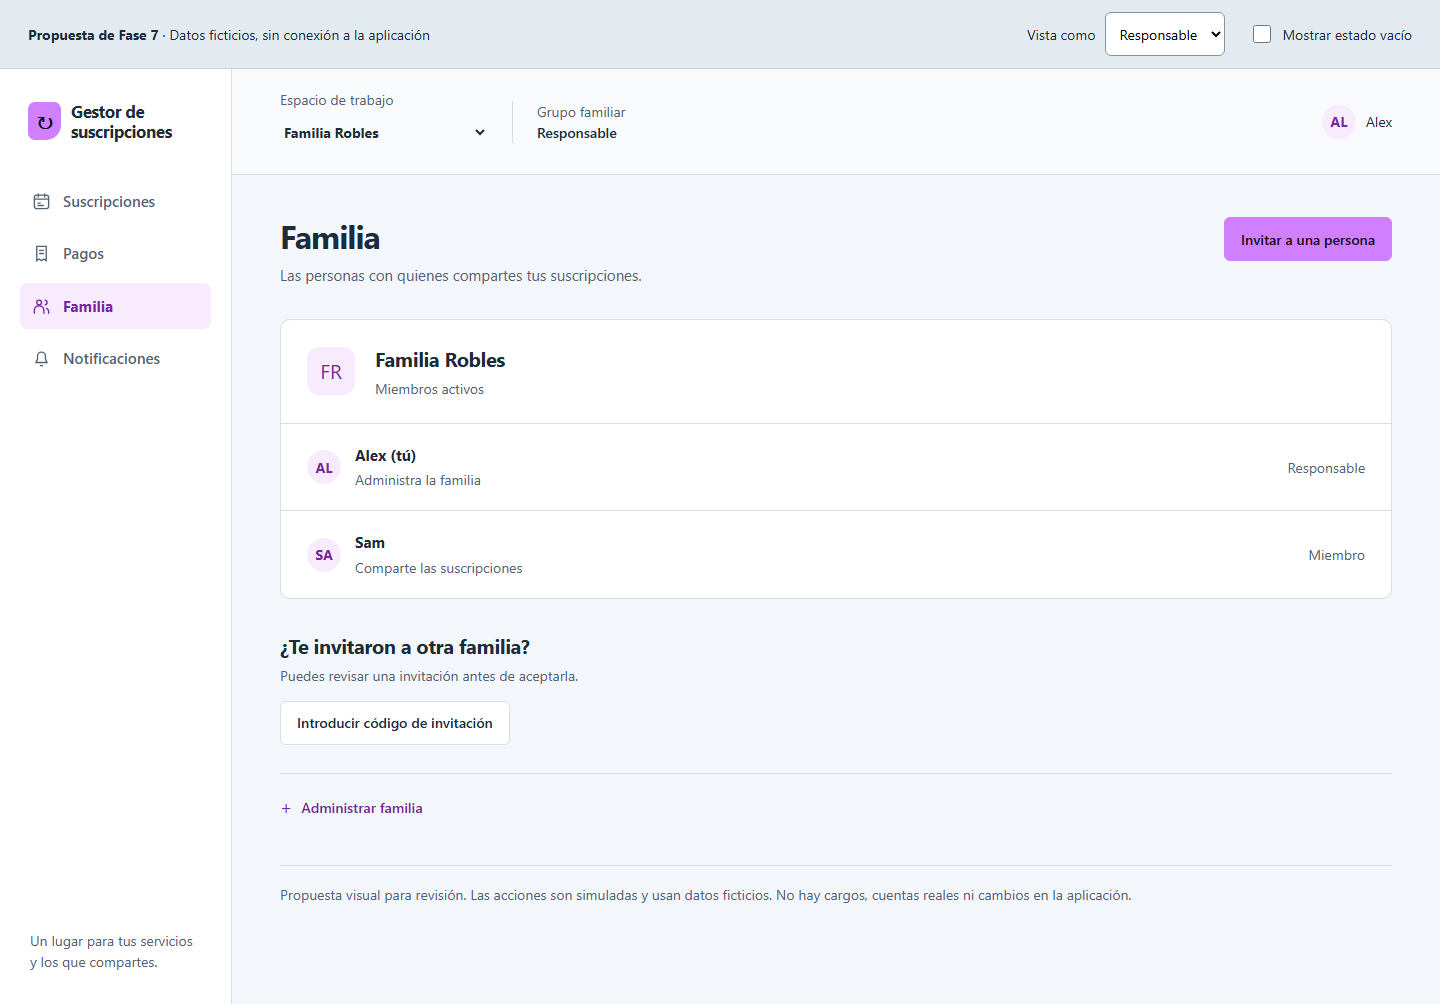 Propuesta de Fase 7 · Datos ficticios, sin conexión a la aplicación
Vista como
Responsable
Mostrar estado vacío
Gestor de
suscripciones
Espacio de trabajo
Familia Robles
Grupo familiar
Responsable
AL
Alex
Suscripciones
Pagos
Familia
Notificaciones
Familia
Las personas con quienes compartes tus suscripciones.
Invitar a una persona
FR
Familia Robles
Miembros activos
AL
Alex (tú)
Administra la familia
Responsable
SA
Sam
Comparte las suscripciones
Miembro
¿Te invitaron a otra familia?
Puedes revisar una invitación antes de aceptarla.
Introducir código de invitación
+ Administrar familia
Propuesta visual para revisión. Las acciones son simuladas y usan datos ficticios. No hay cargos, cuentas reales ni cambios en la aplicación.
Un lugar para tus servicios
y los que compartes.